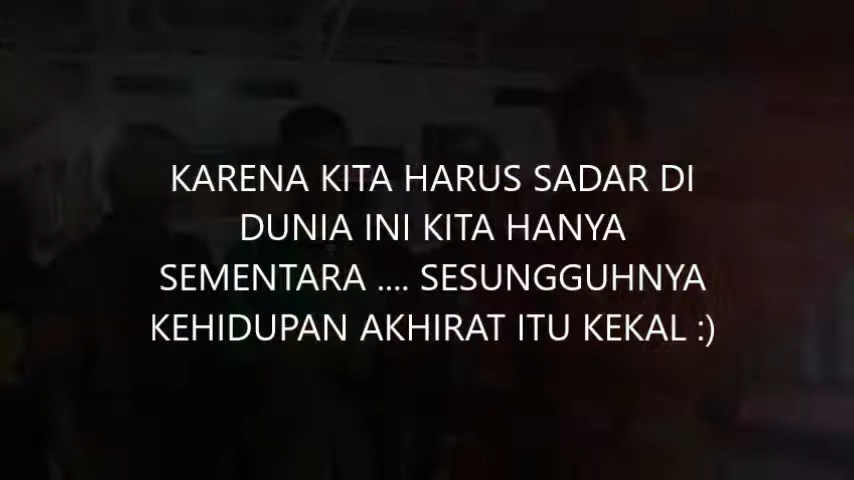 KARENA KITA HARUS SADAR DI
DUNIA INI KITA HANYA
SEMENTARA .... SESUNGGUHNYA
KEHIDUPAN AKHIRAT ITU KEKAL :)